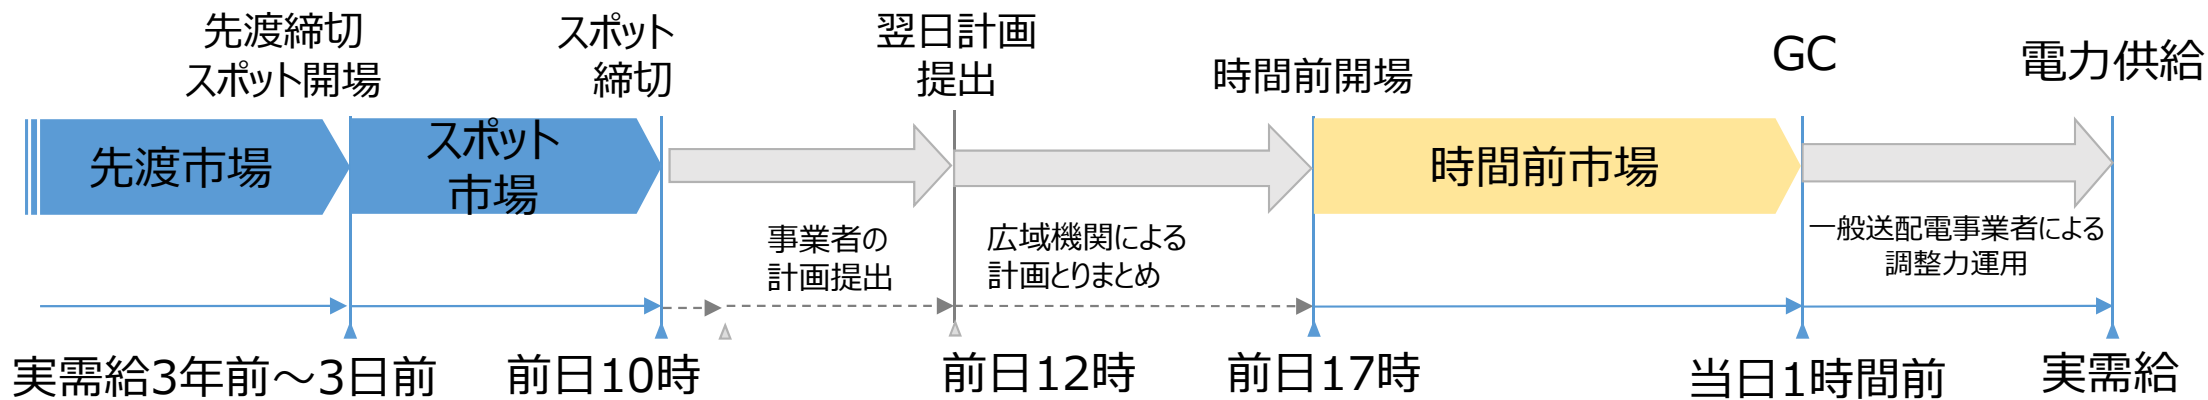 先渡締切
スポット開場
スポット
締切
翌日計画
提出
時間前開場
GC
電力供給
先渡市場
スポット
市場
時間前市場
事業者の
計画提出
広域機関による
計画とりまとめ
一般送配電事業者による
調整力運用
実需給3年前～3日前
前日10時
前日12時
前日17時
当日1時間前
実需給